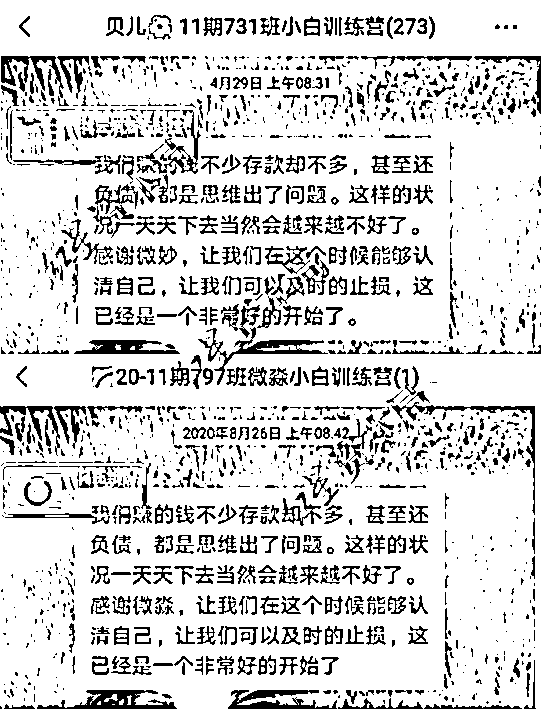 贝儿 11期731班小白训练营(273)
4月29日 上午08:31
我们赚的钱不少存款却不多，甚至还
负债，都是思维出了问题。这样的状
况一天天下去当然会越来越不好了。
感谢微妙，让我们在这个时候能够认
清自己，让我们可以及时的止损，这
已经是一个非常好的开始了。
20-11期797班微淼小白训练营(1)
2020年8月26日 上午08:42
我们赚的钱不少存款却不多，甚至还
负债，都是思维出了问题。这样的状
况一天天下去当然会越来越不好了。
感谢微淼，让我们在这个时候能够认
清自己，让我们可以及时的止损，这
已经是一个非常好的开始了